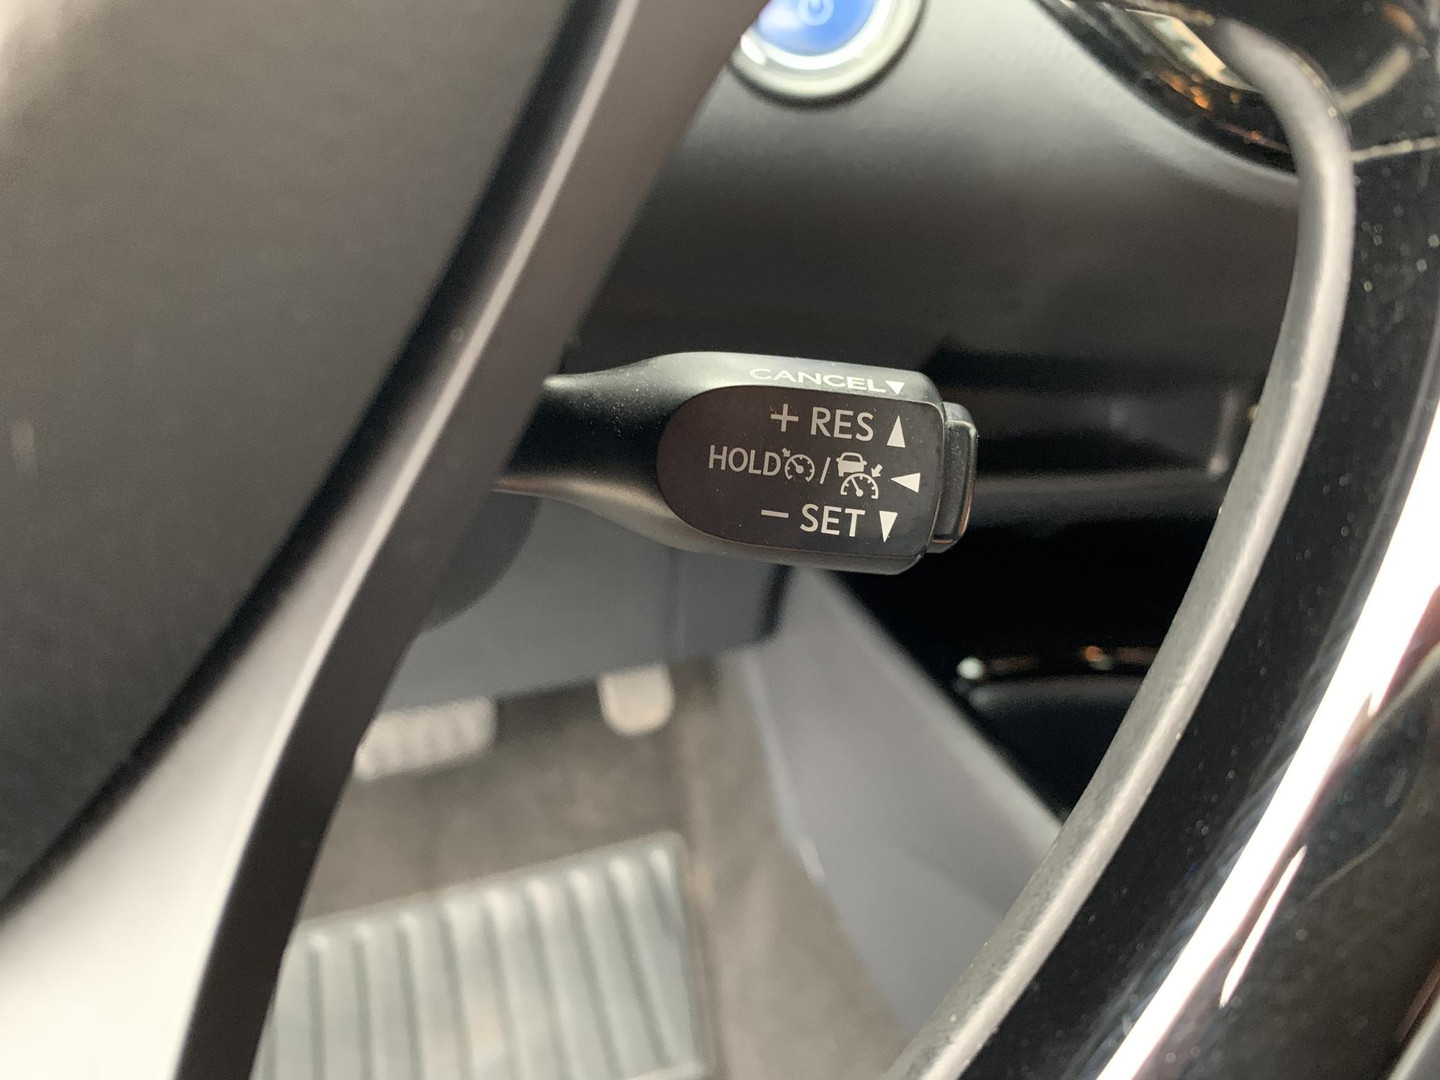 CANCEL▼
+ RES ▲
HOLD / ◀
− SET ▼